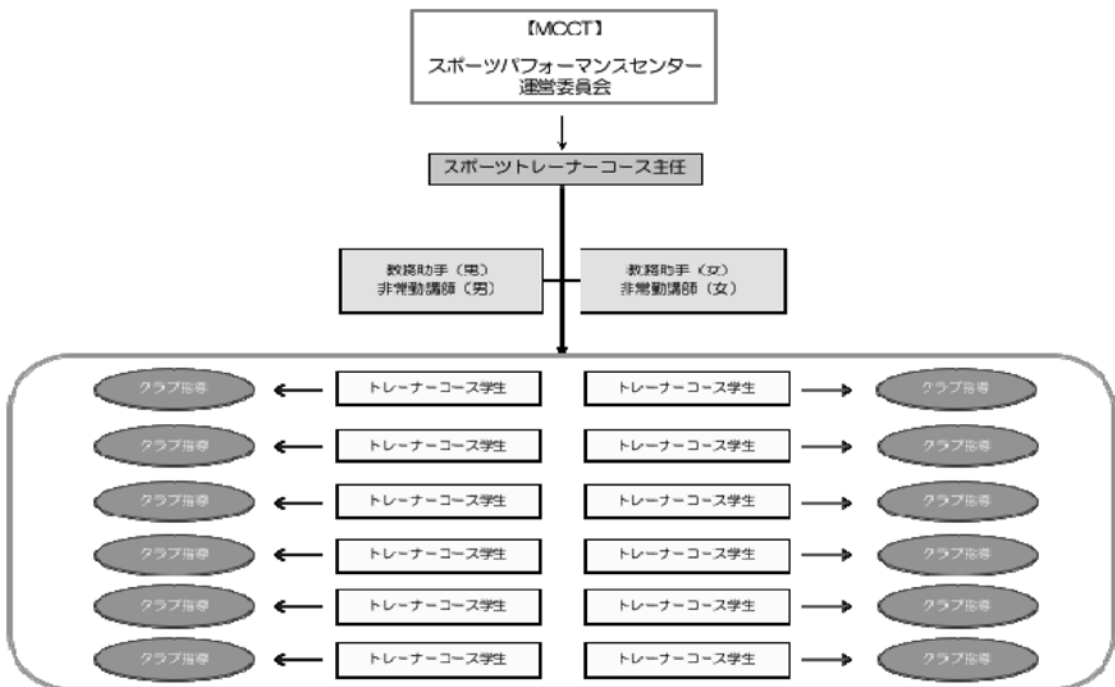 【MCCT】
スポーツパフォーマンスセンター
運営委員会
スポーツトレーナーコース主任
教務助手（男）
非常勤講師（男）
教務助手（女）
非常勤講師（女）
クラブ指導
トレーナーコース学生
トレーナーコース学生
クラブ指導
クラブ指導
トレーナーコース学生
トレーナーコース学生
クラブ指導
クラブ指導
トレーナーコース学生
トレーナーコース学生
クラブ指導
クラブ指導
トレーナーコース学生
トレーナーコース学生
クラブ指導
クラブ指導
トレーナーコース学生
トレーナーコース学生
クラブ指導
クラブ指導
トレーナーコース学生
トレーナーコース学生
クラブ指導